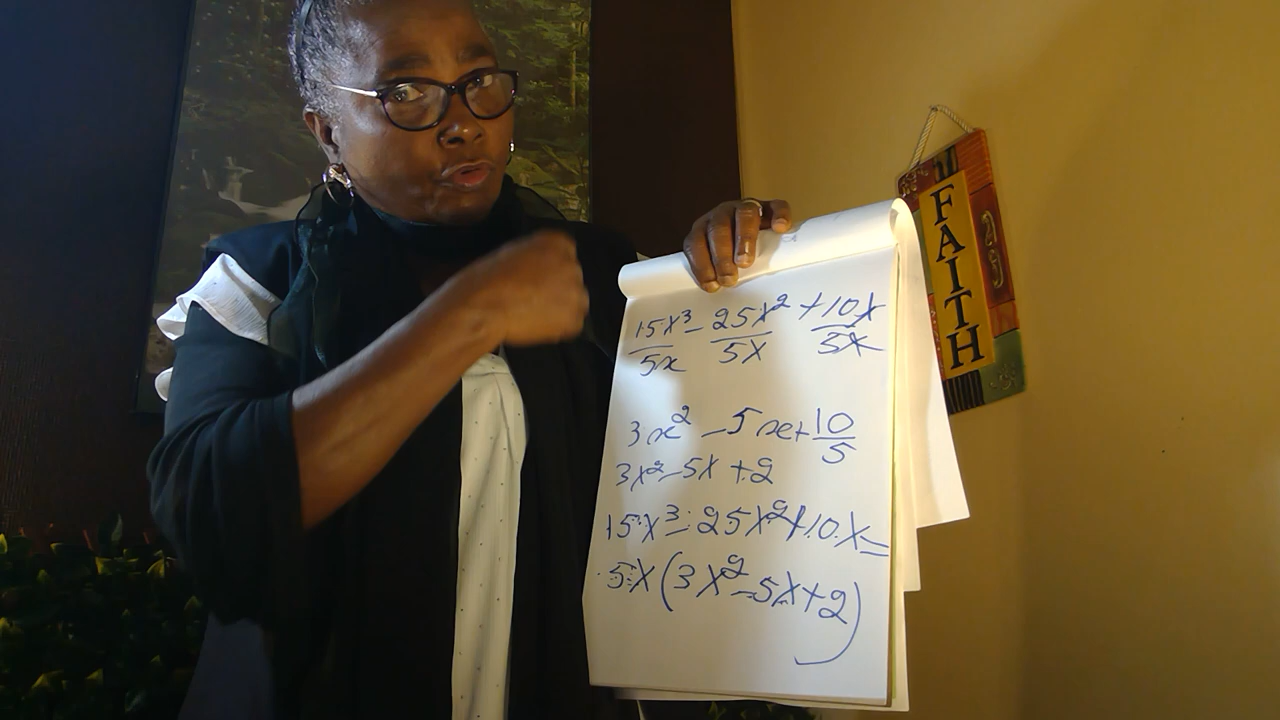 15x³ - 25x² + 10x
5x 5x 5x
3x² - 5x + 10
5
3x² - 5x + 2
15x³ - 25x² + 10x =
5x(3x² - 5x + 2)
FAITH